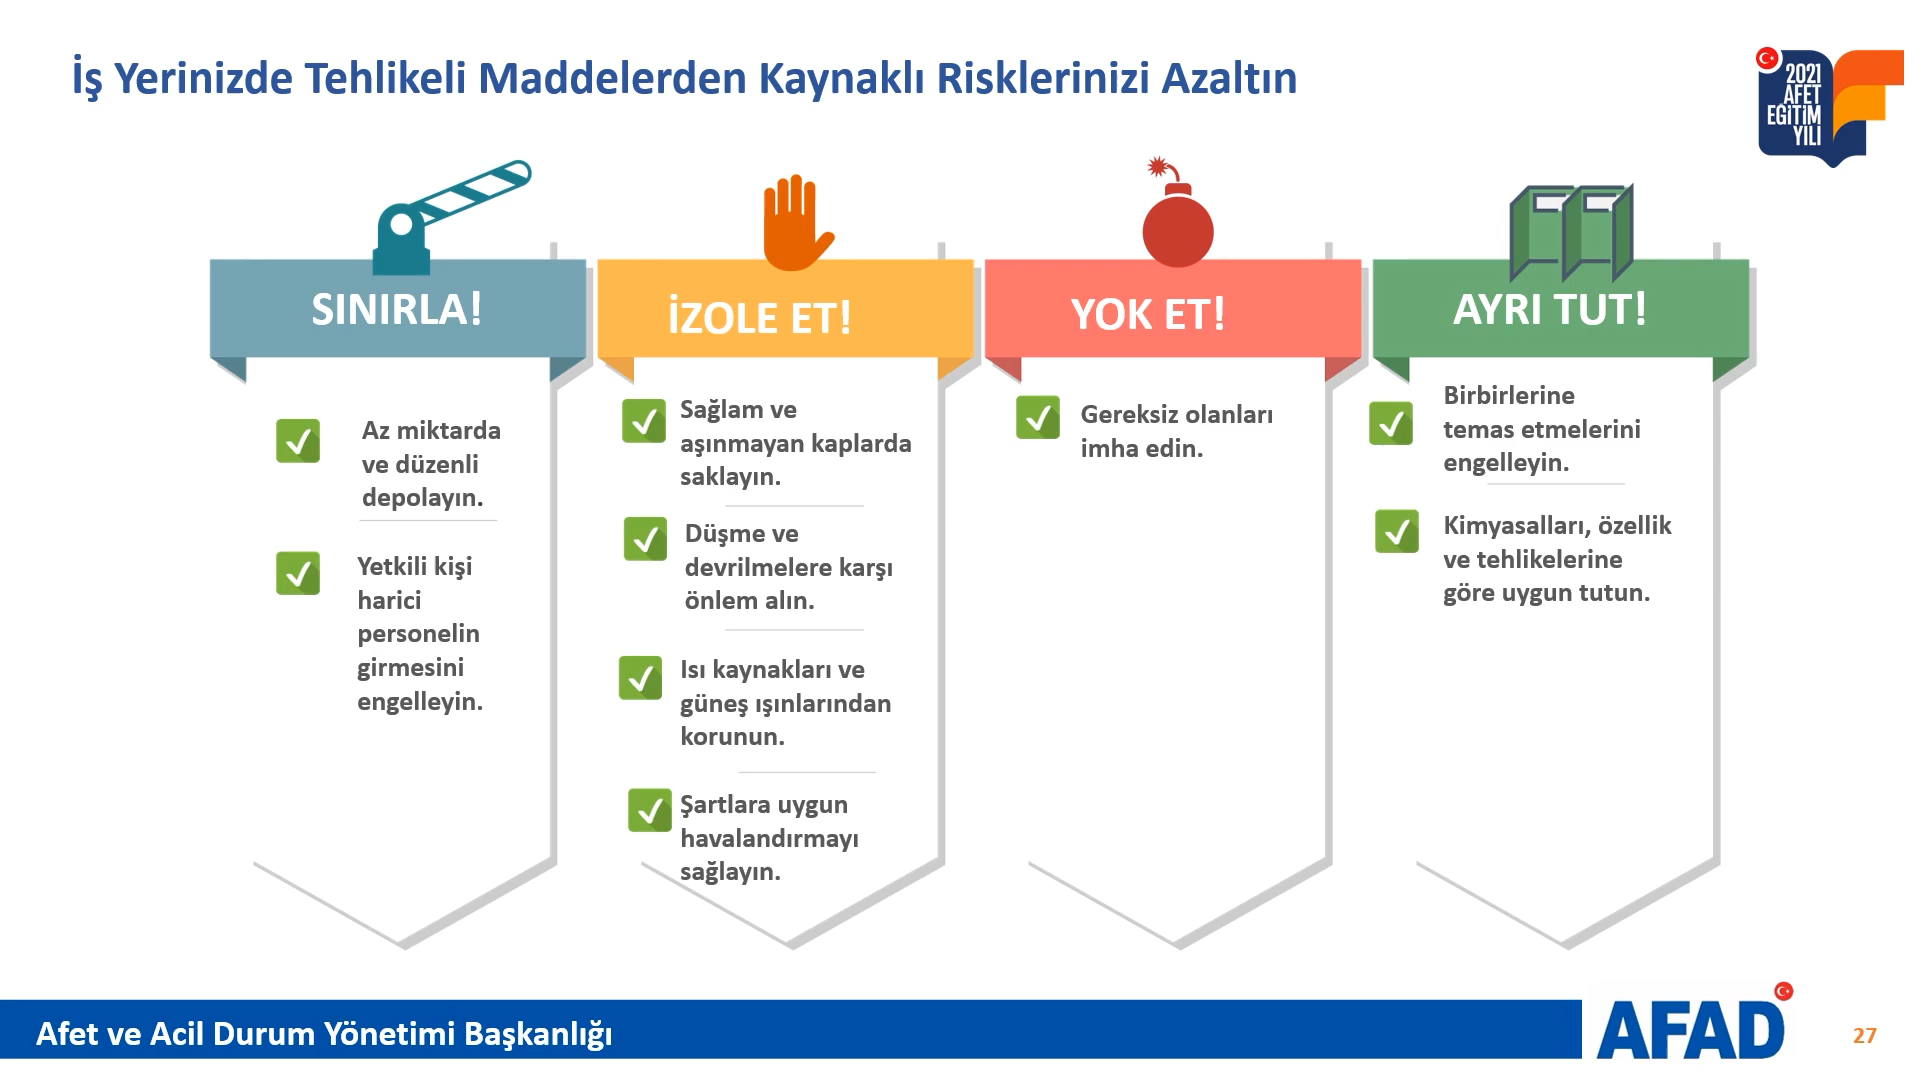 İş Yerinizde Tehlikeli Maddelerden Kaynaklı Risklerinizi Azaltın
2021
AFET
EĞİTİM
YILI
SINIRLA!
Az miktarda
ve düzenli
depolayın.
Yetkili kişi
harici
personelin
girmesini
engelleyin.
İZOLE ET!
Sağlam ve
aşınmayan kaplarda
saklayın.
Düşme ve
devrilmelere karşı
önlem alın.
Isı kaynakları ve
güneş ışınlarından
korunun.
Şartlara uygun
havalandırmayı
sağlayın.
YOK ET!
Gereksiz olanları
imha edin.
AYRI TUT!
Birbirlerine
temas etmelerini
engelleyin.
Kimyasalları, özellik
ve tehlikelerine
göre uygun tutun.
Afet ve Acil Durum Yönetimi Başkanlığı
AFAD
27